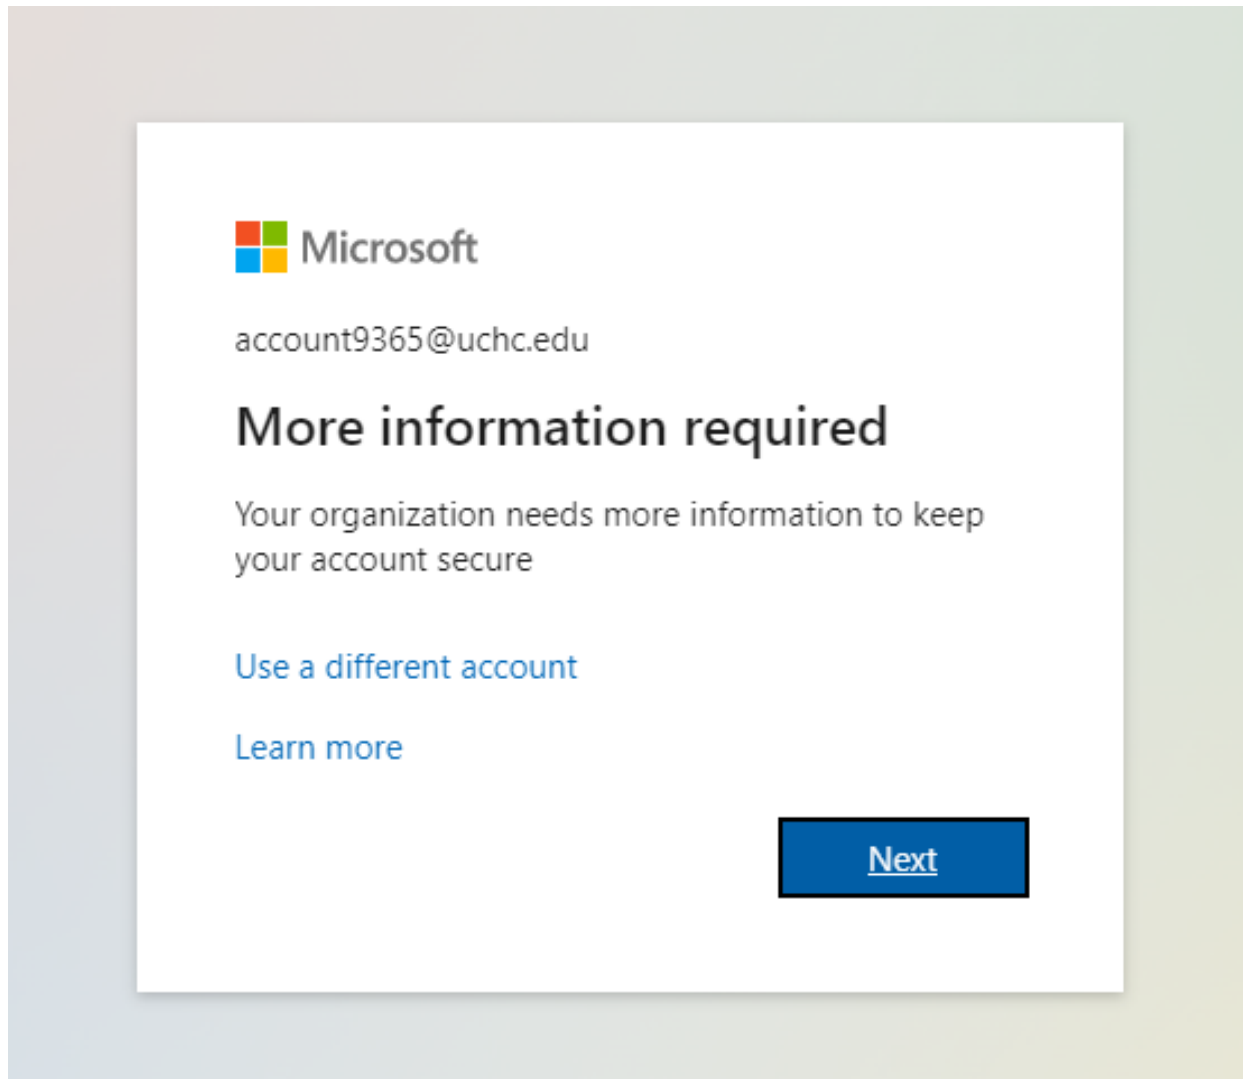 Microsoft
account9365@uchc.edu
More information required
Your organization needs more information to keep
your account secure
Use a different account
Learn more
Next